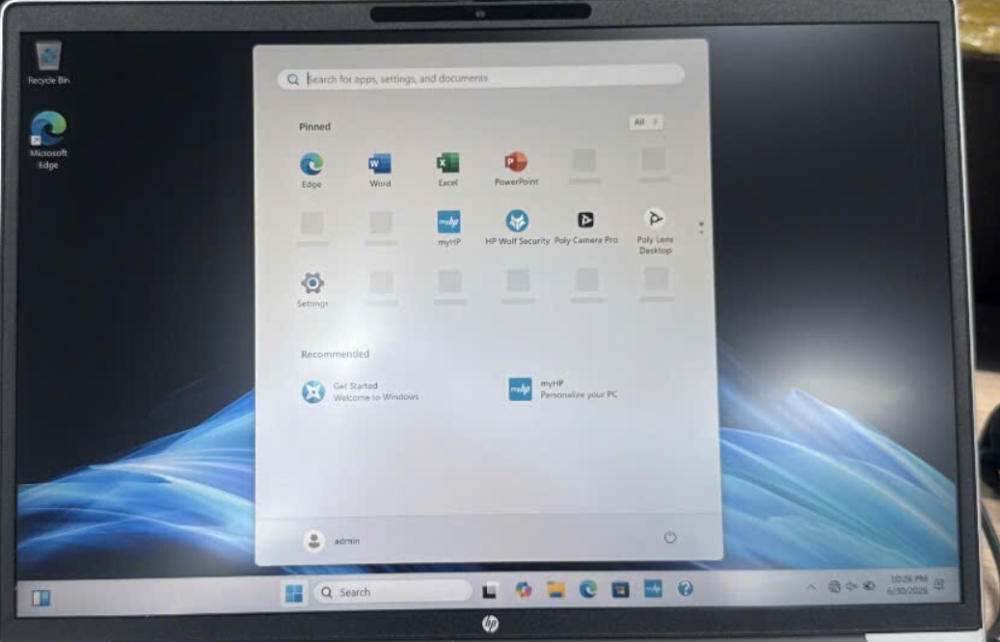 Recycle Bin
Microsoft
Edge
Search for apps, settings, and documents
Pinned
All
Edge
Word
Excel
PowerPoint
myHP
HP Wolf Security
Poly Camera Pro
Poly Lens
Desktop
Settings
Recommended
Get Started
Welcome to Windows
myHP
Personalize your PC
admin
Search
10:26 PM
6/30/2026
hp